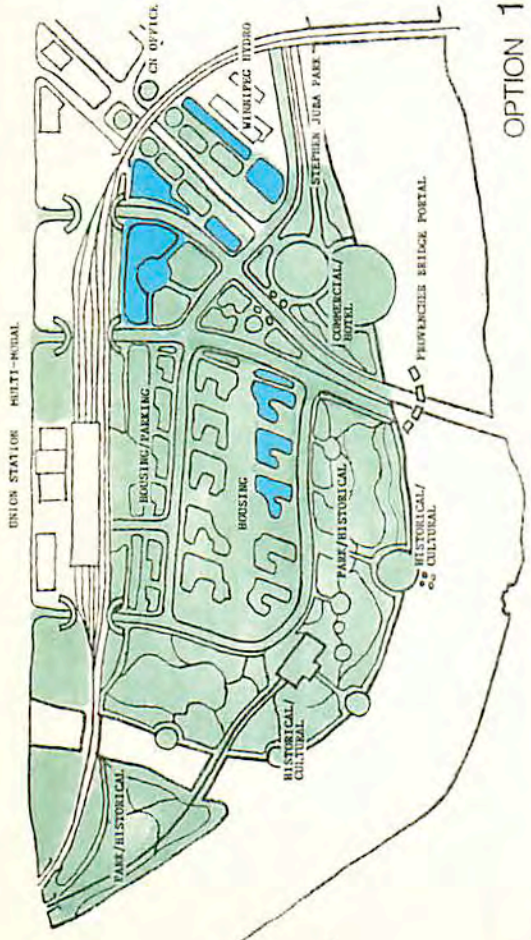 UNION STATION MULTI-MODAL
CN OFFICE
WINNIPEG HYDRO
STEPHEN JUBA PARK
COMMERCIAL/
HOTEL
PROVENCHER BRIDGE PORTAL
HOUSING/PARKING
HOUSING
PARK/HISTORICAL
HISTORICAL/
CULTURAL
HISTORICAL/
CULTURAL
PARK/HISTORICAL
OPTION 1